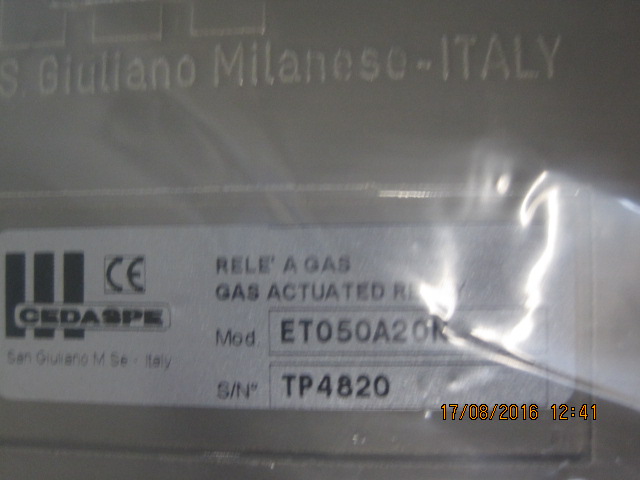 S. Giuliano Milanese-ITALY
CE
RELE' A GAS
GAS ACTUATED RELAY
CEDASPE
Mod.
San Giuliano M.Se - Italy
S/N° TP4820
17/08/2016 12:41